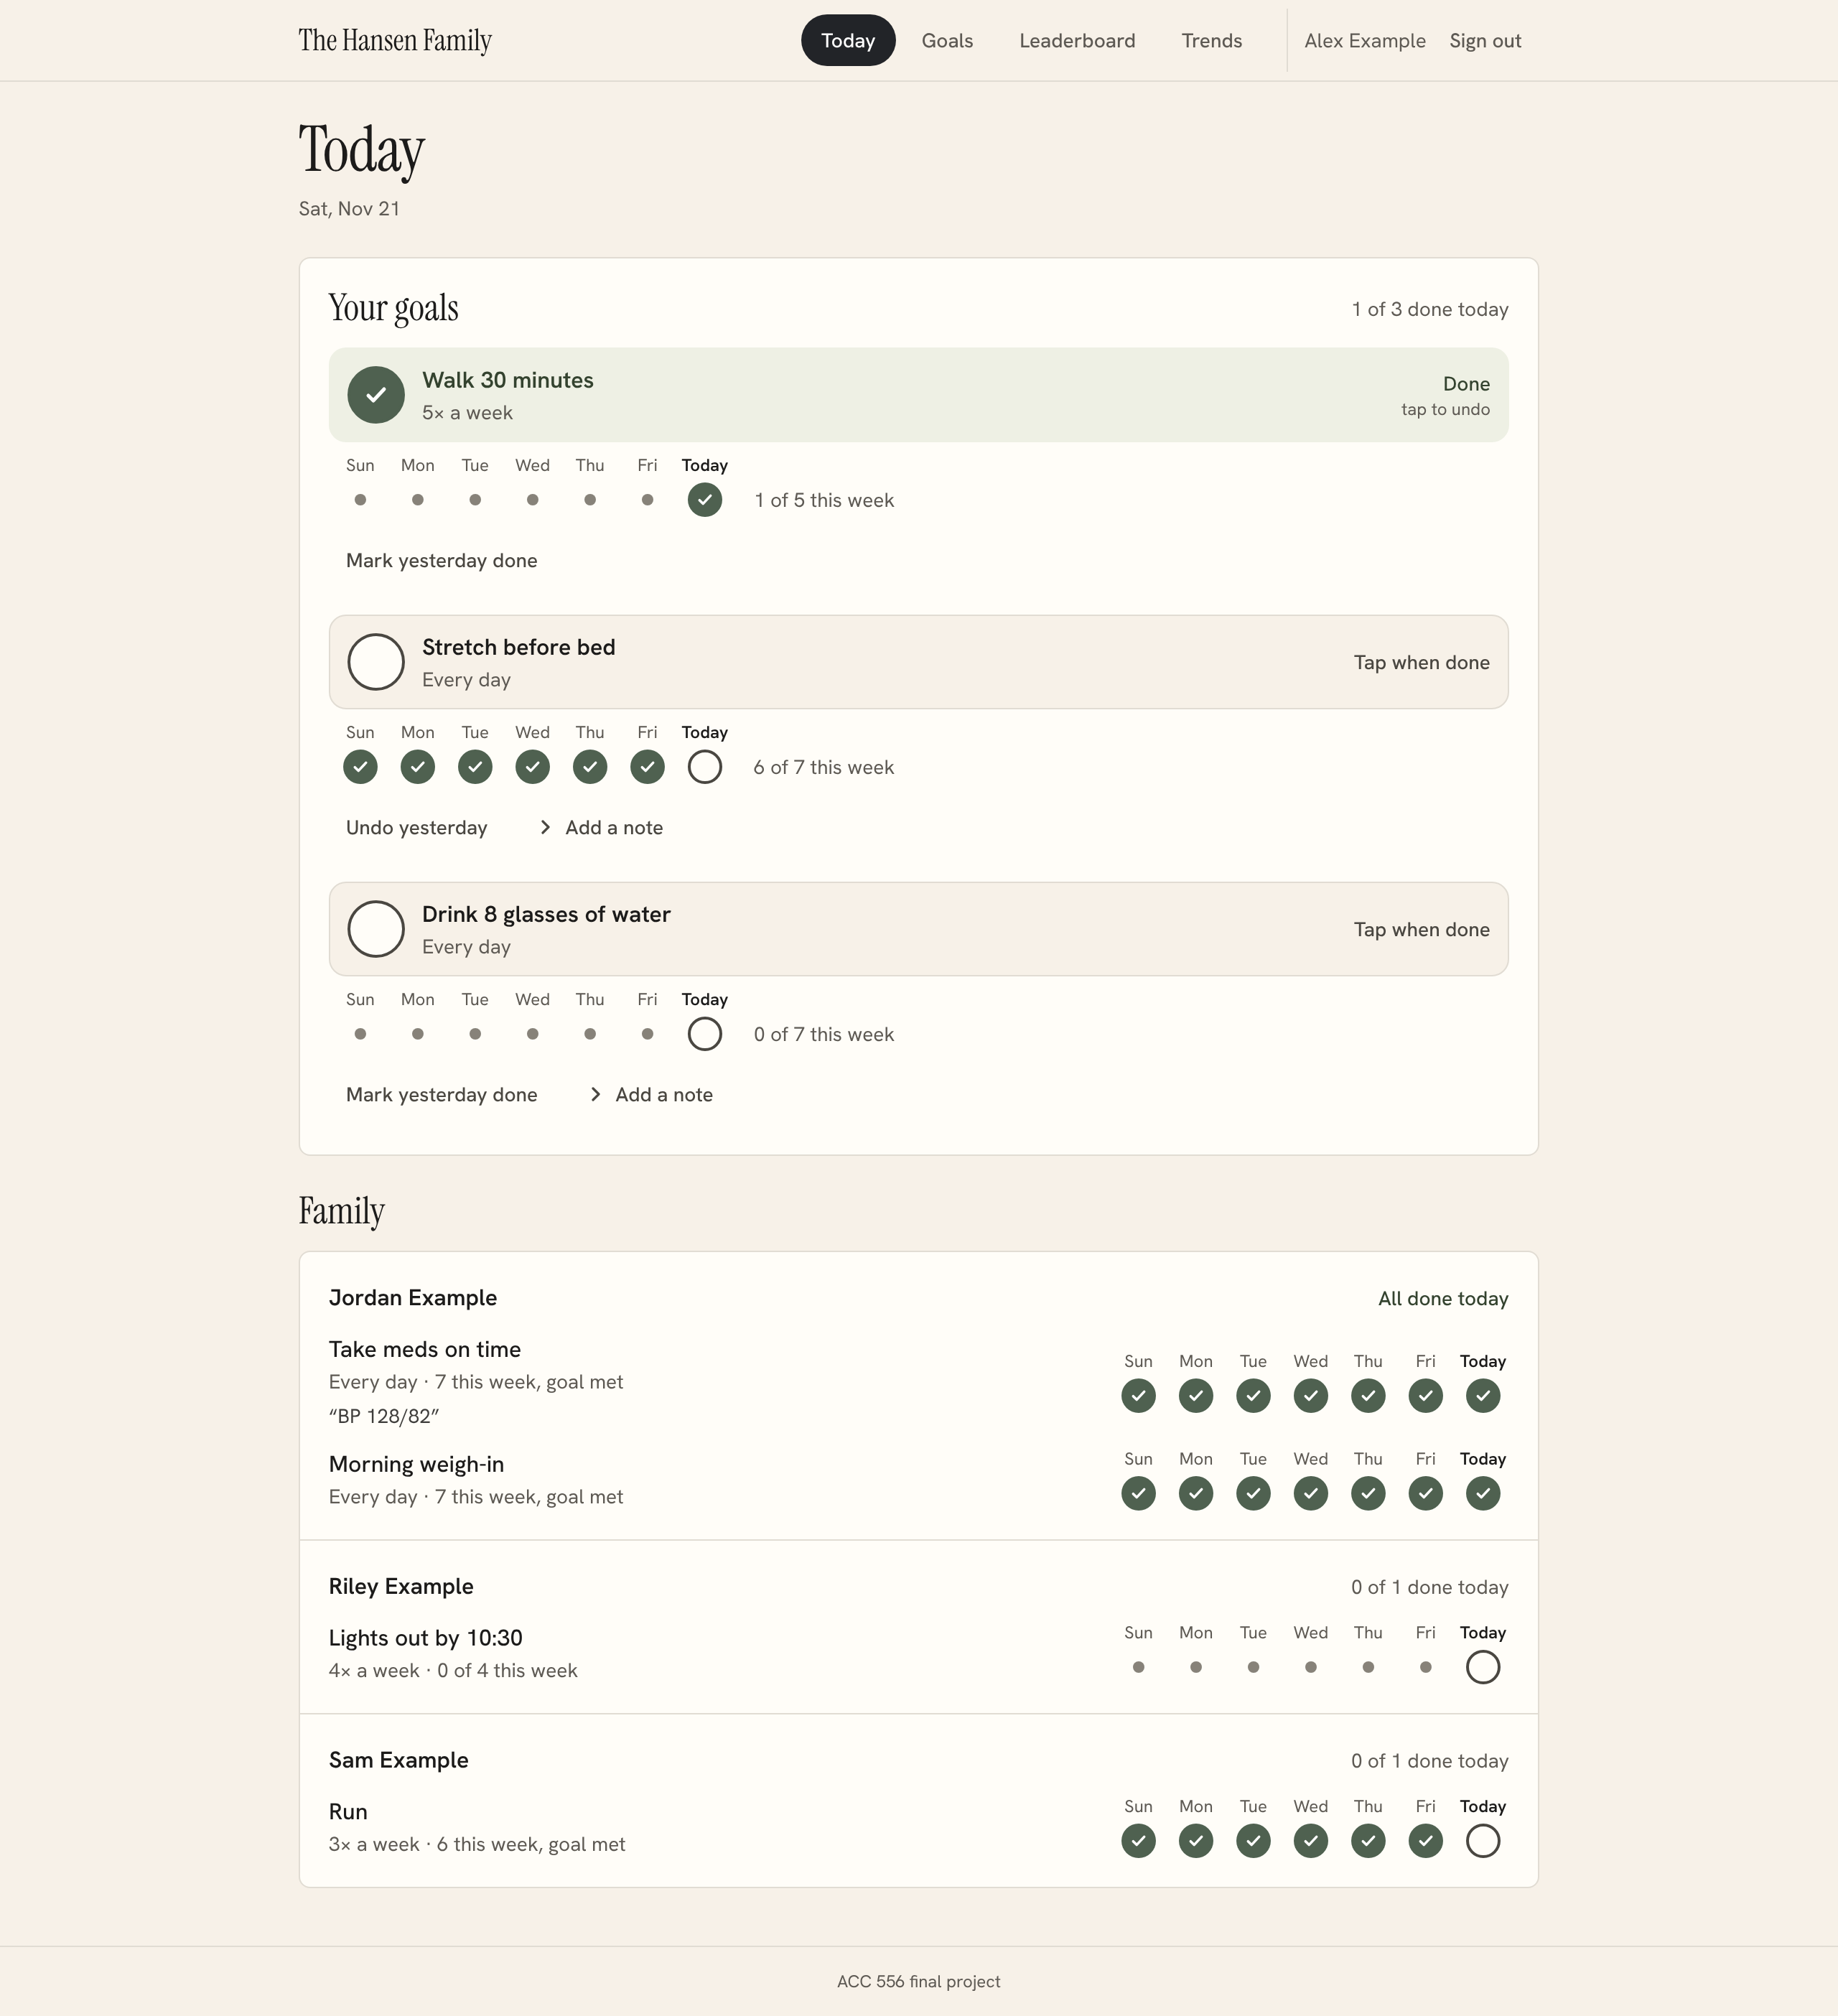 The Hansen Family
Today Goals Leaderboard Trends Alex Example Sign out
Today
Sat, Nov 21
Your goals 1 of 3 done today
Walk 30 minutes
5× a week
Done
tap to undo
Sun Mon Tue Wed Thu Fri Today
1 of 5 this week
Mark yesterday done
Stretch before bed
Every day
Tap when done
Sun Mon Tue Wed Thu Fri Today
6 of 7 this week
Undo yesterday Add a note
Drink 8 glasses of water
Every day
Tap when done
Sun Mon Tue Wed Thu Fri Today
0 of 7 this week
Mark yesterday done Add a note
Family
Jordan Example All done today
Take meds on time
Every day · 7 this week, goal met
“BP 128/82”
Sun Mon Tue Wed Thu Fri Today
Morning weigh-in
Every day · 7 this week, goal met
Sun Mon Tue Wed Thu Fri Today
Riley Example 0 of 1 done today
Lights out by 10:30
4× a week · 0 of 4 this week
Sun Mon Tue Wed Thu Fri Today
Sam Example 0 of 1 done today
Run
3× a week · 6 this week, goal met
Sun Mon Tue Wed Thu Fri Today
ACC 556 final project